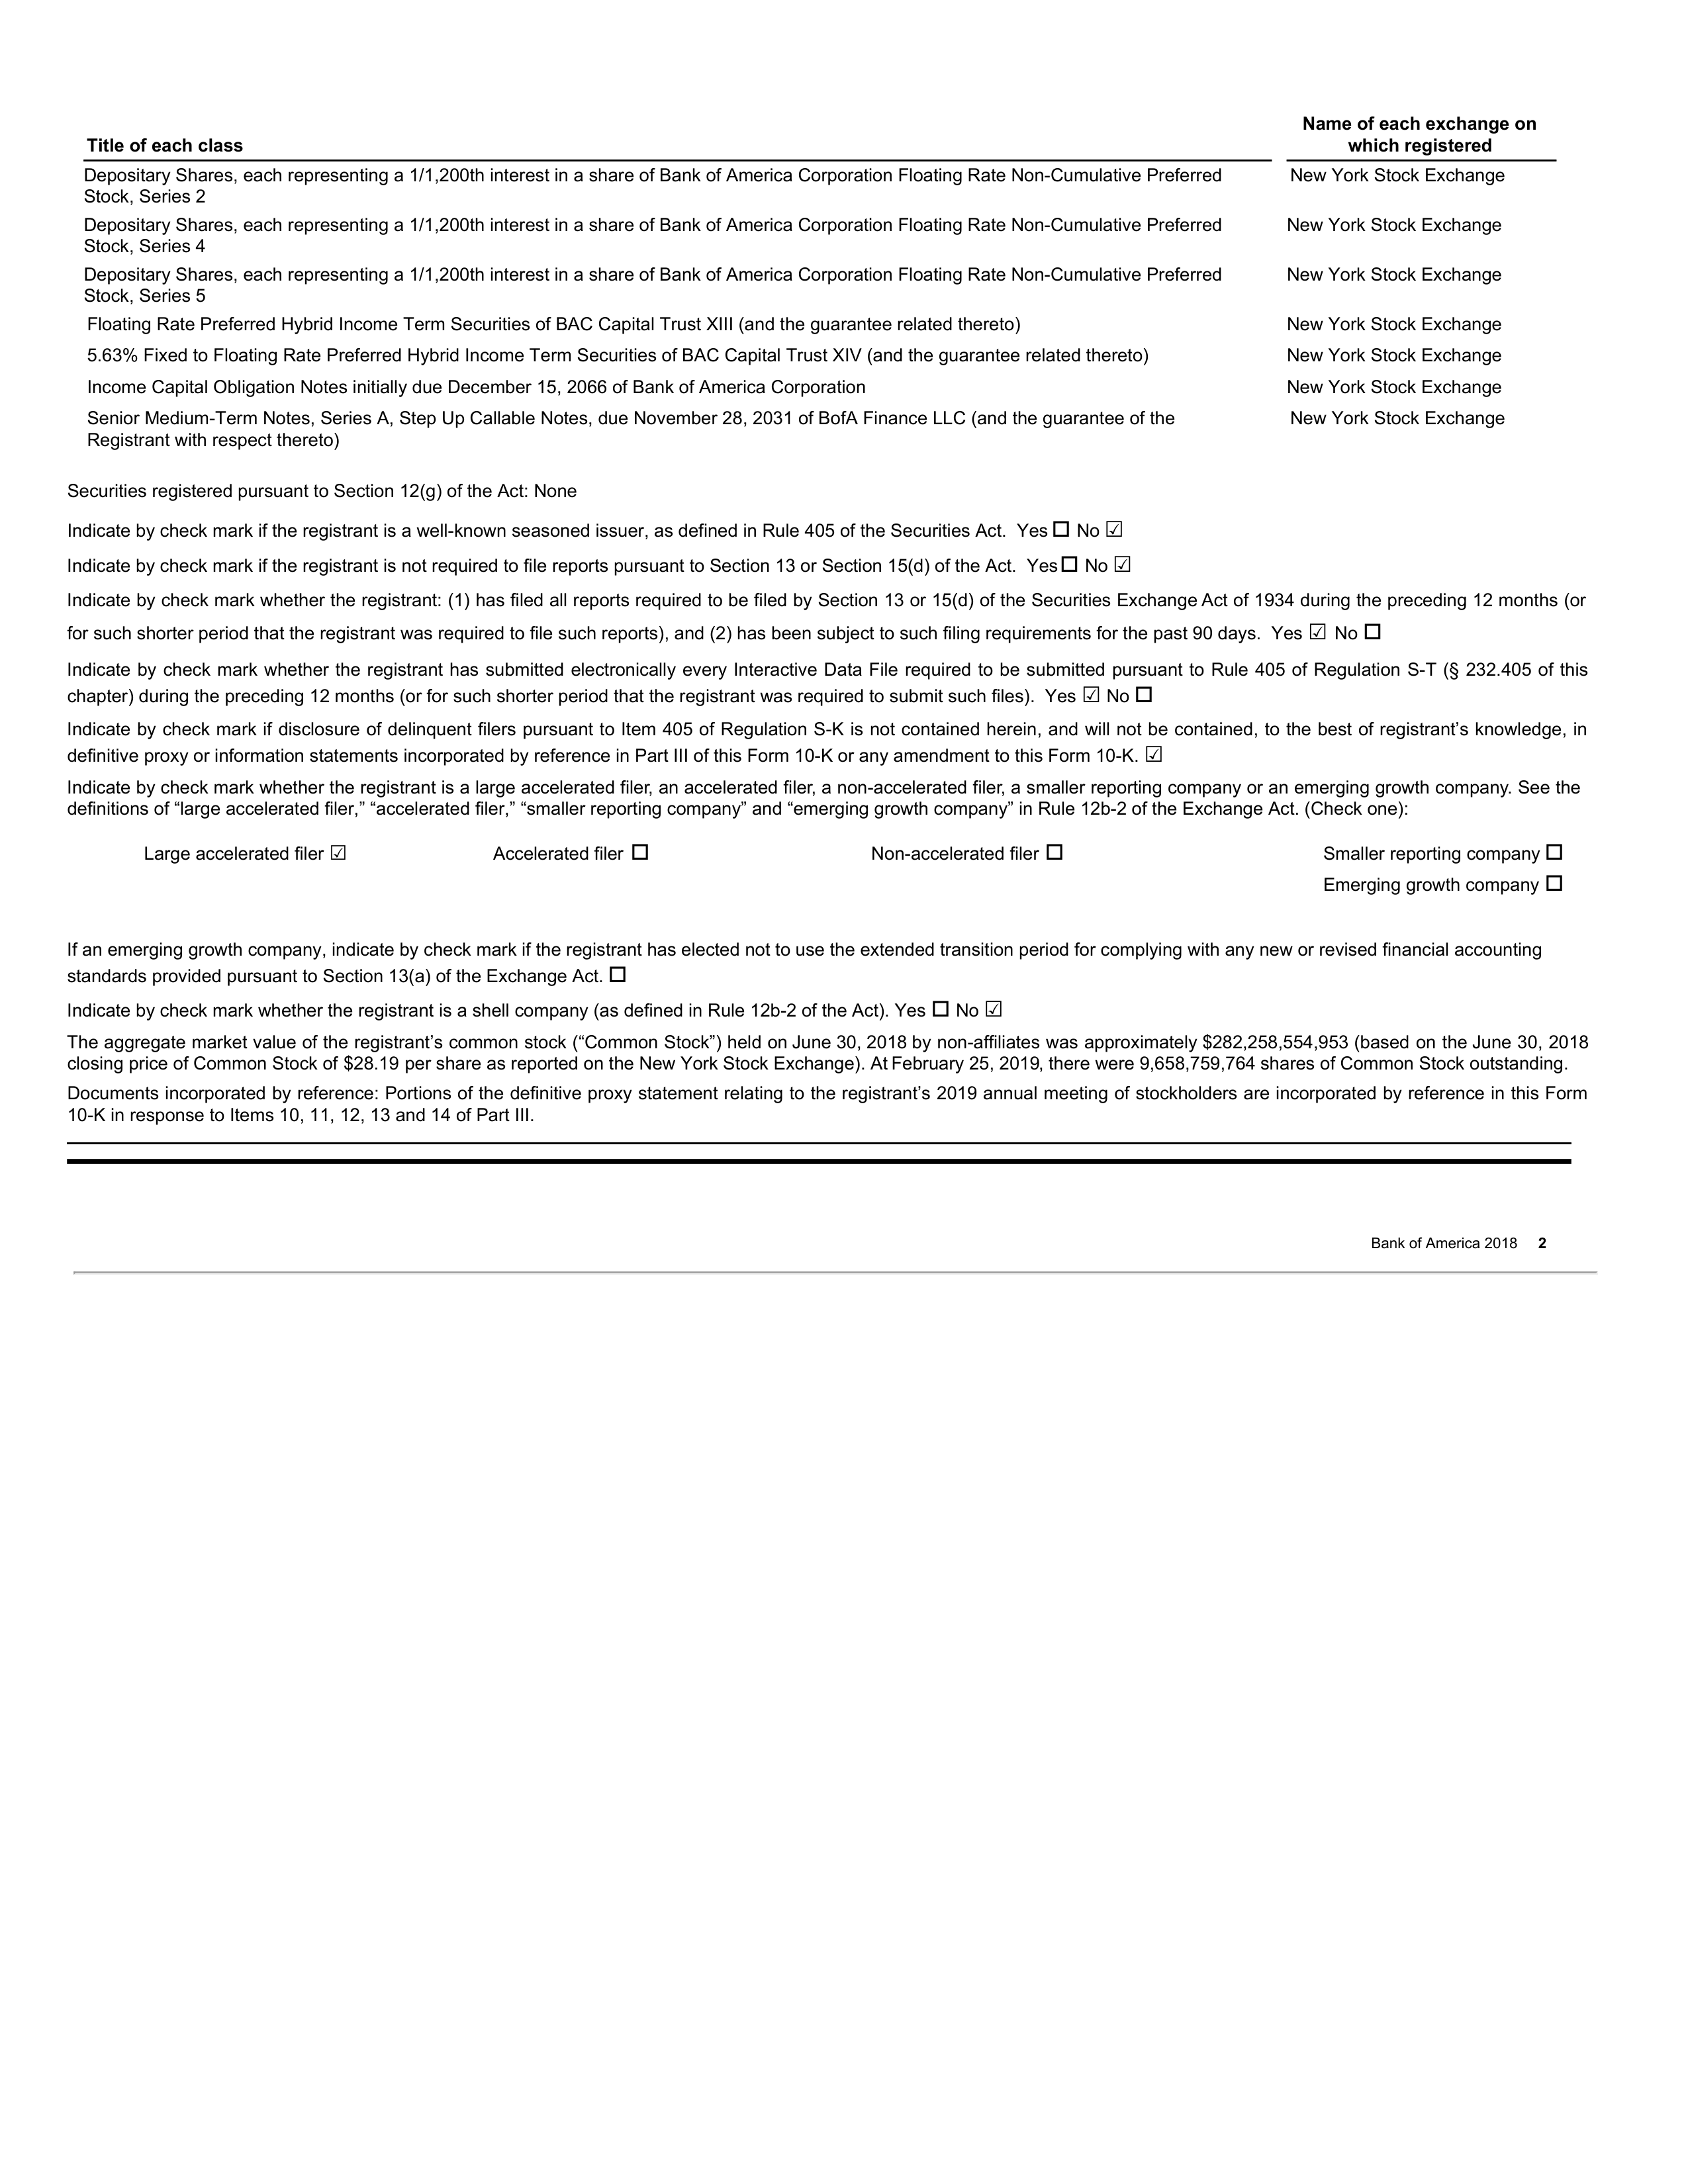 Title of each class
Name of each exchange on
which registered
Depositary Shares, each representing a 1/1,200th interest in a share of Bank of America Corporation Floating Rate Non-Cumulative Preferred
Stock, Series 2
New York Stock Exchange
Depositary Shares, each representing a 1/1,200th interest in a share of Bank of America Corporation Floating Rate Non-Cumulative Preferred
Stock, Series 4
New York Stock Exchange
Depositary Shares, each representing a 1/1,200th interest in a share of Bank of America Corporation Floating Rate Non-Cumulative Preferred
Stock, Series 5
New York Stock Exchange
Floating Rate Preferred Hybrid Income Term Securities of BAC Capital Trust XIII (and the guarantee related thereto)
New York Stock Exchange
5.63% Fixed to Floating Rate Preferred Hybrid Income Term Securities of BAC Capital Trust XIV (and the guarantee related thereto)
New York Stock Exchange
Income Capital Obligation Notes initially due December 15, 2066 of Bank of America Corporation
New York Stock Exchange
Senior Medium-Term Notes, Series A, Step Up Callable Notes, due November 28, 2031 of BofA Finance LLC (and the guarantee of the
Registrant with respect thereto)
New York Stock Exchange
Securities registered pursuant to Section 12(g) of the Act: None
Indicate by check mark if the registrant is a well-known seasoned issuer, as defined in Rule 405 of the Securities Act. Yes ☐ No ☑
Indicate by check mark if the registrant is not required to file reports pursuant to Section 13 or Section 15(d) of the Act. Yes ☐ No ☑
Indicate by check mark whether the registrant: (1) has filed all reports required to be filed by Section 13 or 15(d) of the Securities Exchange Act of 1934 during the preceding 12 months (or
for such shorter period that the registrant was required to file such reports), and (2) has been subject to such filing requirements for the past 90 days. Yes ☑ No ☐
Indicate by check mark whether the registrant has submitted electronically every Interactive Data File required to be submitted pursuant to Rule 405 of Regulation S-T (§ 232.405 of this
chapter) during the preceding 12 months (or for such shorter period that the registrant was required to submit such files). Yes ☑ No ☐
Indicate by check mark if disclosure of delinquent filers pursuant to Item 405 of Regulation S-K is not contained herein, and will not be contained, to the best of registrant’s knowledge, in
definitive proxy or information statements incorporated by reference in Part III of this Form 10-K or any amendment to this Form 10-K. ☑
Indicate by check mark whether the registrant is a large accelerated filer, an accelerated filer, a non-accelerated filer, a smaller reporting company or an emerging growth company. See the
definitions of “large accelerated filer,” “accelerated filer,” “smaller reporting company” and “emerging growth company” in Rule 12b-2 of the Exchange Act. (Check one):
Large accelerated filer ☑ Accelerated filer ☐ Non-accelerated filer ☐ Smaller reporting company ☐
Emerging growth company ☐
If an emerging growth company, indicate by check mark if the registrant has elected not to use the extended transition period for complying with any new or revised financial accounting
standards provided pursuant to Section 13(a) of the Exchange Act. ☐
Indicate by check mark whether the registrant is a shell company (as defined in Rule 12b-2 of the Act). Yes ☐ No ☑
The aggregate market value of the registrant’s common stock (“Common Stock”) held on June 30, 2018 by non-affiliates was approximately $282,258,554,953 (based on the June 30, 2018
closing price of Common Stock of $28.19 per share as reported on the New York Stock Exchange). At February 25, 2019, there were 9,658,759,764 shares of Common Stock outstanding.
Documents incorporated by reference: Portions of the definitive proxy statement relating to the registrant’s 2019 annual meeting of stockholders are incorporated by reference in this Form
10-K in response to Items 10, 11, 12, 13 and 14 of Part III.
Bank of America 2018 2